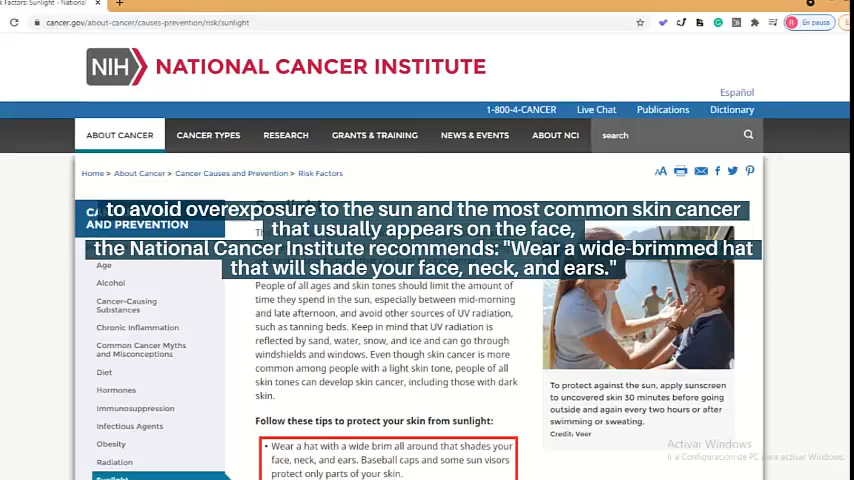 k Factors: Sunlight - National
cancer.gov/about-cancer/causes-prevention/risk/sunlight
R En pausa
NIH NATIONAL CANCER INSTITUTE
Español
1-800-4-CANCER Live Chat Publications Dictionary
ABOUT CANCER CANCER TYPES RESEARCH GRANTS & TRAINING NEWS & EVENTS ABOUT NCI search
Home > About Cancer > Cancer Causes and Prevention > Risk Factors
to avoid overexposure to the sun and the most common skin cancer
that usually appears on the face,
the National Cancer Institute recommends: "Wear a wide-brimmed hat
that will shade your face, neck, and ears."
AND PREVENTION
Age
Alcohol
Cancer-Causing
Substances
Chronic Inflammation
Common Cancer Myths
and Misconceptions
Diet
Hormones
Immunosuppression
Infectious Agents
Obesity
Radiation
Sunlight
People of all ages and skin tones should limit the amount of
time they spend in the sun, especially between mid-morning
and late afternoon, and avoid other sources of UV radiation,
such as tanning beds. Keep in mind that UV radiation is
reflected by sand, water, snow, and ice and can go through
windshields and windows. Even though skin cancer is more
common among people with a light skin tone, people of all
skin tones can develop skin cancer, including those with dark
skin.
Follow these tips to protect your skin from sunlight:
• Wear a hat with a wide brim all around that shades your
face, neck, and ears. Baseball caps and some sun visors
protect only parts of your skin.
To protect against the sun, apply sunscreen
to uncovered skin 30 minutes before going
outside and again every two hours or after
swimming or sweating.
Credit: Veer
Activar Windows
Ir a Configuración de PC para activar Windows.